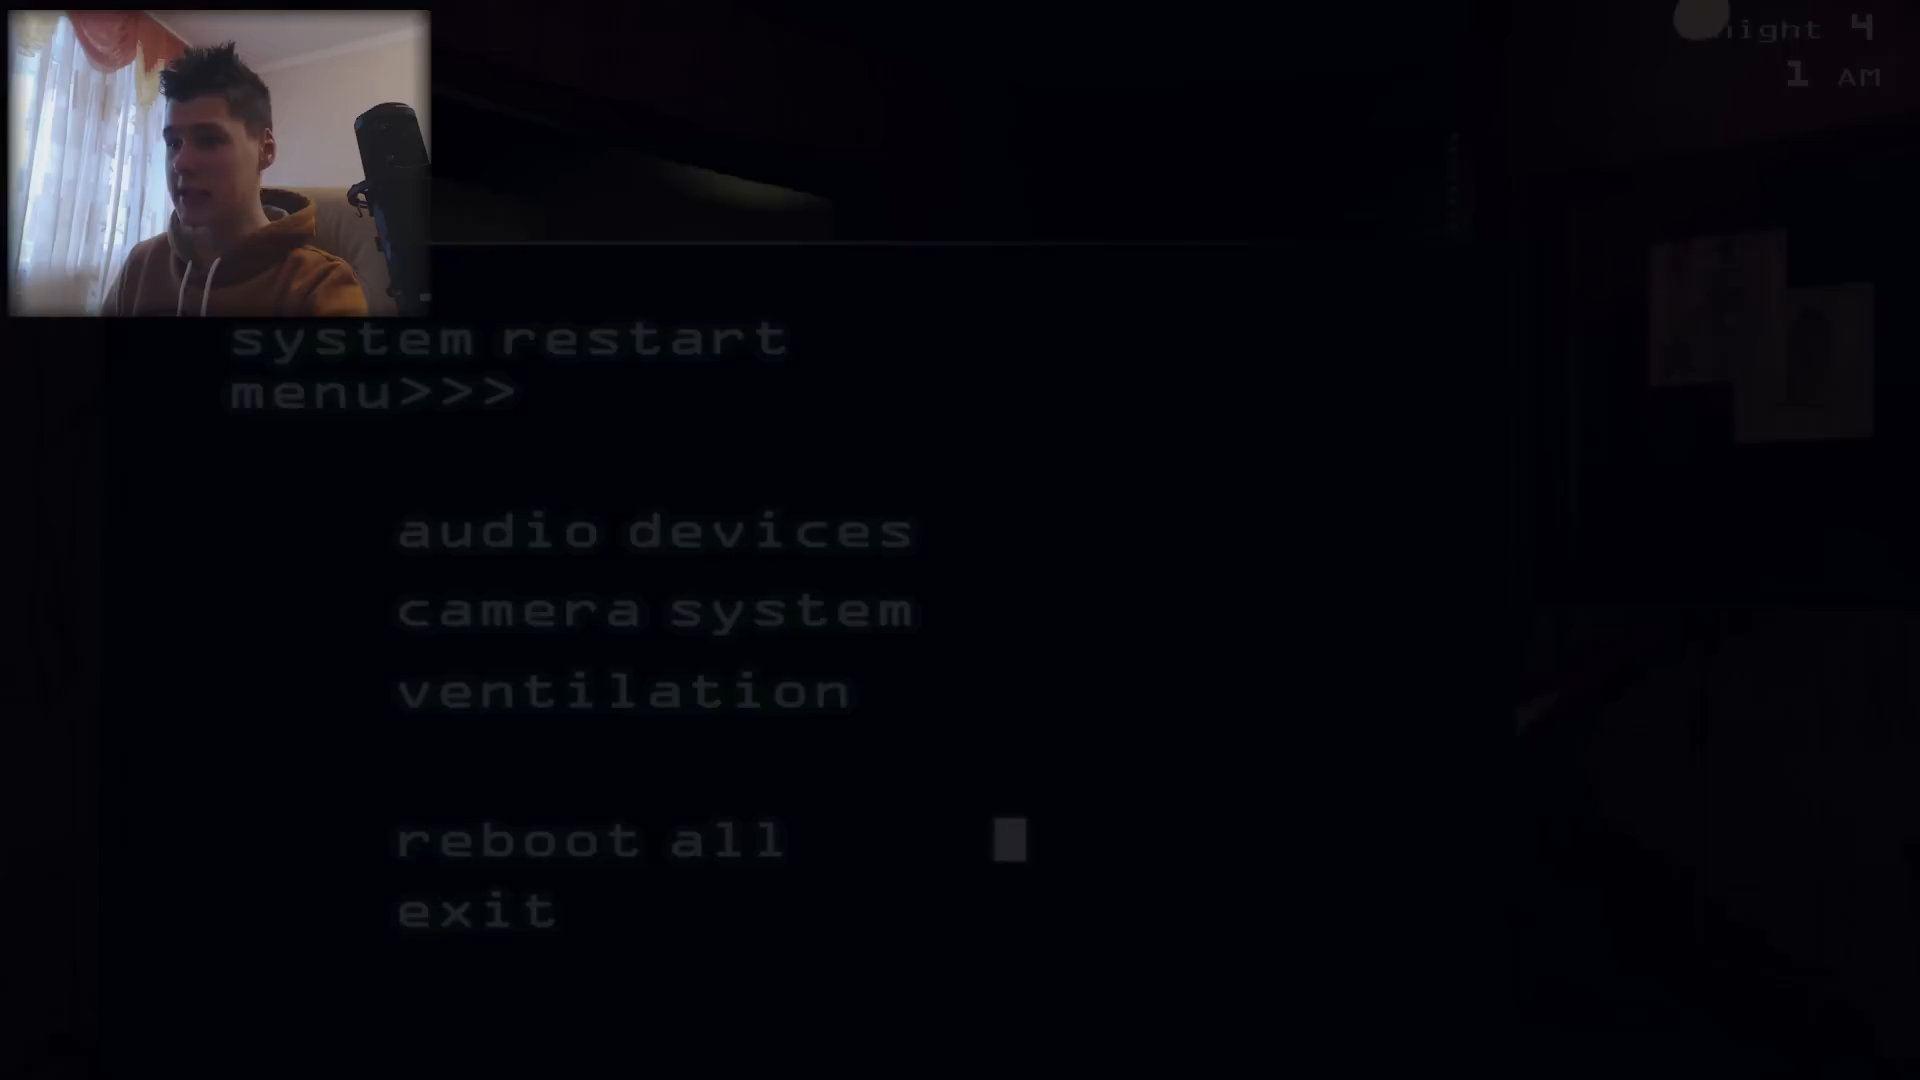 night 4
1 AM
system restart
menu>>>
audio devices
camera system
ventilation
reboot all
exit